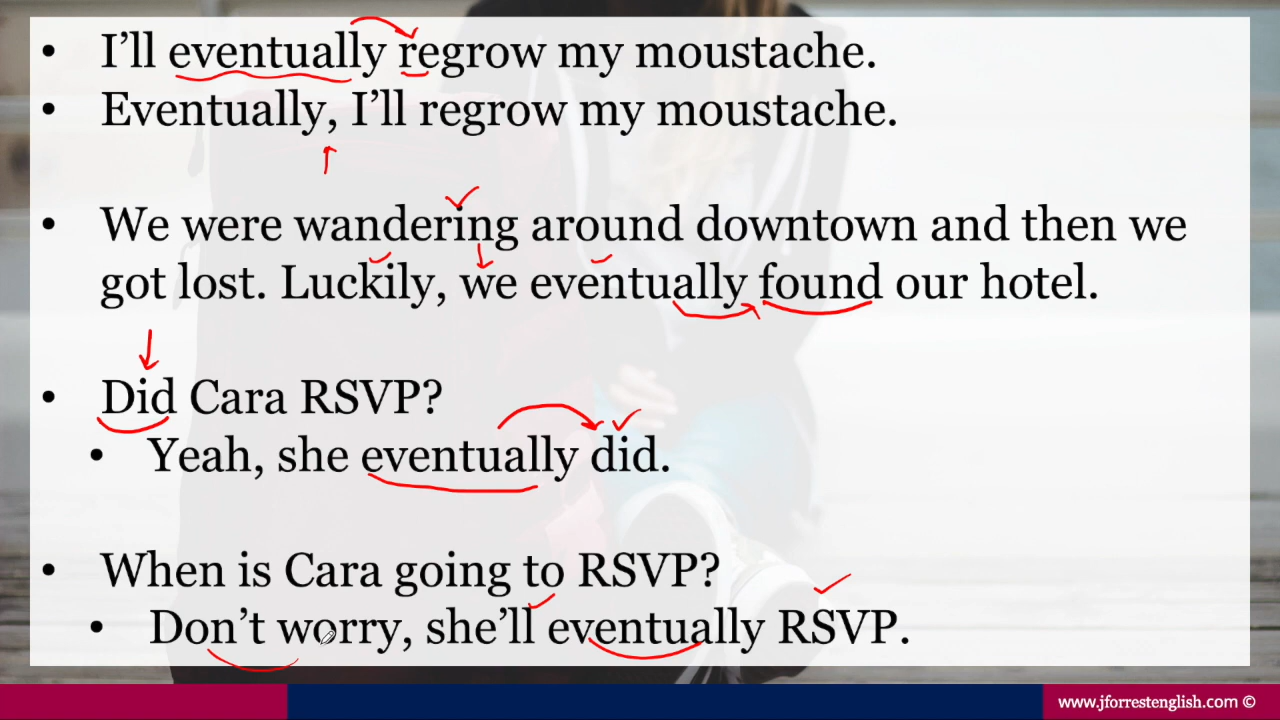 • I'll eventually regrow my moustache.
• Eventually, I'll regrow my moustache.
• We were wandering around downtown and then we
got lost. Luckily, we eventually found our hotel.
• Did Cara RSVP?
• Yeah, she eventually did.
• When is Cara going to RSVP?
• Don't worry, she'll eventually RSVP.
www.jforrestenglish.com ©